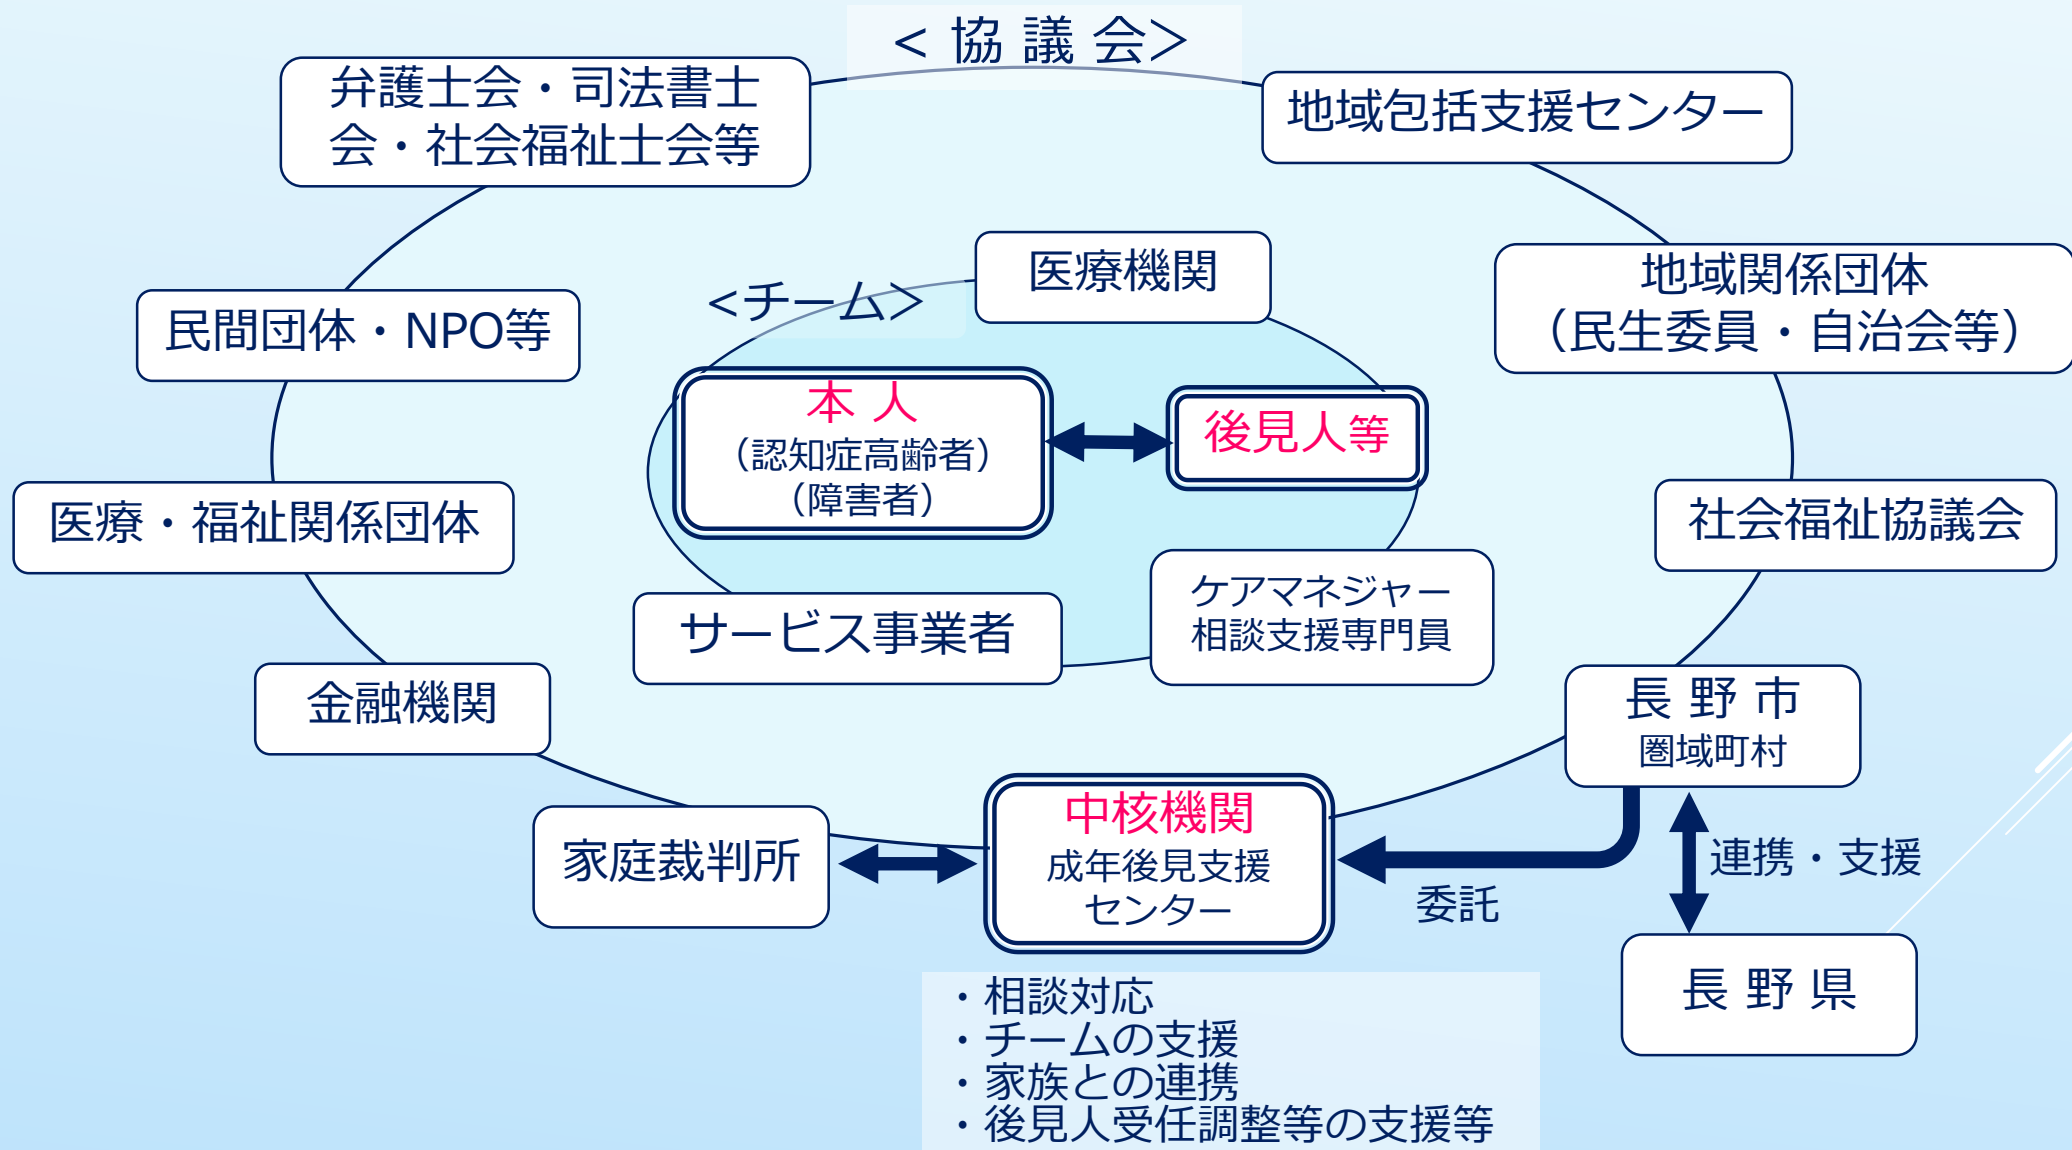 < 協 議 会>
弁護士会・司法書士
会・社会福祉士会等
地域包括支援センター
医療機関
地域関係団体
（民生委員・自治会等）
<チーム>
民間団体・NPO等
本 人
（認知症高齢者）
（障害者）
後見人等
医療・福祉関係団体
社会福祉協議会
サービス事業者
ケアマネジャー
相談支援専門員
金融機関
長 野 市
圏域町村
家庭裁判所
中核機関
成年後見支援
センター
委託
連携・支援
長 野 県
・相談対応
・チームの支援
・家族との連携
・後見人受任調整等の支援等